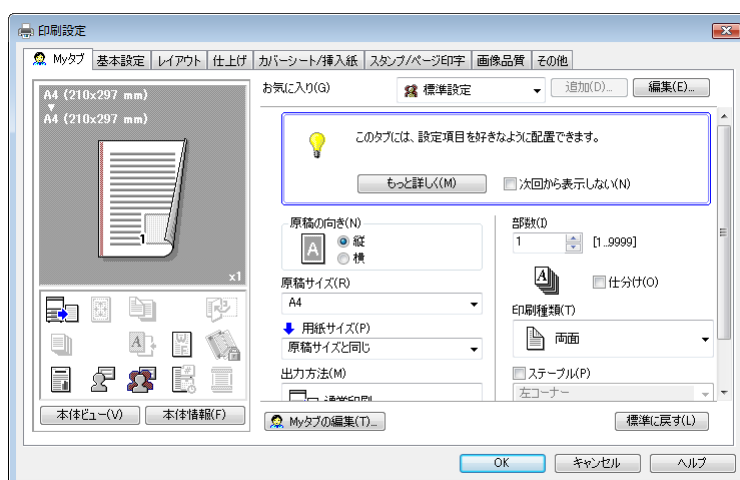 印刷設定
Myタブ 基本設定 レイアウト 仕上げ カバーシート/挿入紙 スタンプ/ページ印字 画像品質 その他
A4 (210x297 mm)
A4 (210x297 mm)
1
x1
本体ビュー(V) 本体情報(F)
お気に入り(G) 標準設定 追加(D)... 編集(E)...
このタブには、設定項目を好きなように配置できます。
もっと詳しく(M) 次回から表示しない(N)
原稿の向き(N)
A
縦
横
原稿サイズ(R)
A4
用紙サイズ(P)
原稿サイズと同じ
出力方法(M)
通常印刷
部数(I)
1 [1..9999]
仕分け(O)
印刷種類(T)
両面
ステープル(P)
左コーナー
Myタブの編集(T)... 標準に戻す(L)
OK キャンセル ヘルプ